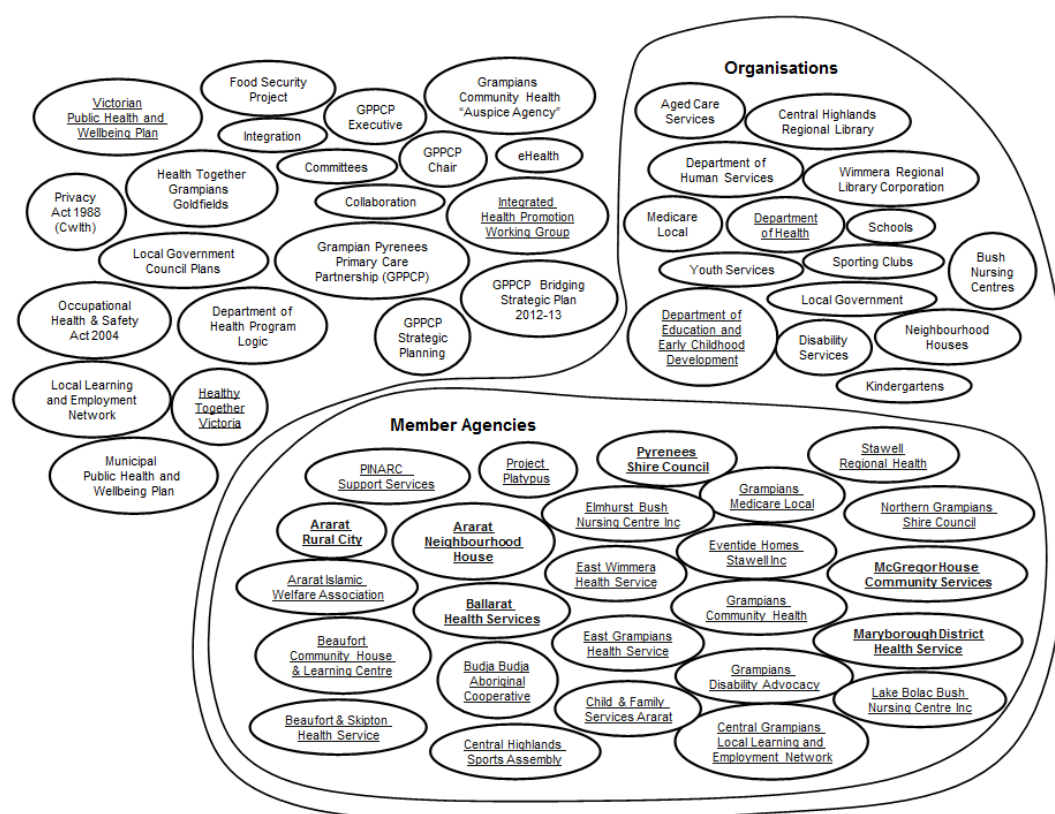 Victorian
Public Health and
Wellbeing Plan
Food Security
Project
GPPCP
Executive
Grampians
Community Health
“Auspice Agency”
Integration
Committees
GPPCP
Chair
eHealth
Privacy
Act 1988
(Cwlth)
Health Together
Grampians
Goldfields
Collaboration
Integrated
Health Promotion
Working Group
Local Government
Council Plans
Grampian Pyrenees
Primary Care
Partnership (GPPCP)
GPPCP Bridging
Strategic Plan
2012-13
Occupational
Health & Safety
Act 2004
Department of
Health Program
Logic
GPPCP
Strategic
Planning
Local Learning
and Employment
Network
Healthy
Together
Victoria
Municipal
Public Health and
Wellbeing Plan
Organisations
Aged Care
Services
Central Highlands
Regional Library
Department of
Human Services
Wimmera Regional
Library Corporation
Medicare
Local
Department
of Health
Schools
Youth Services
Sporting Clubs
Bush
Nursing
Centres
Local Government
Department of
Education and
Early Childhood
Development
Disability
Services
Neighbourhood
Houses
Kindergartens
Member Agencies
PINARC
Support Services
Project
Platypus
Pyrenees
Shire Council
Stawell
Regional Health
Grampians
Medicare Local
Elmhurst Bush
Nursing Centre Inc
Northern Grampians
Shire Council
Ararat
Rural City
Ararat
Neighbourhood
House
Eventide Homes
Stawell Inc
East Wimmera
Health Service
McGregor House
Community Services
Ararat Islamic
Welfare Association
Ballarat
Health Services
Grampians
Community Health
East Grampians
Health Service
Maryborough District
Health Service
Beaufort
Community House
& Learning Centre
Budja Budja
Aboriginal
Cooperative
Grampians
Disability Advocacy
Lake Bolac Bush
Nursing Centre Inc
Child & Family
Services Ararat
Beaufort & Skipton
Health Service
Central Highlands
Sports Assembly
Central Grampians
Local Learning and
Employment Network